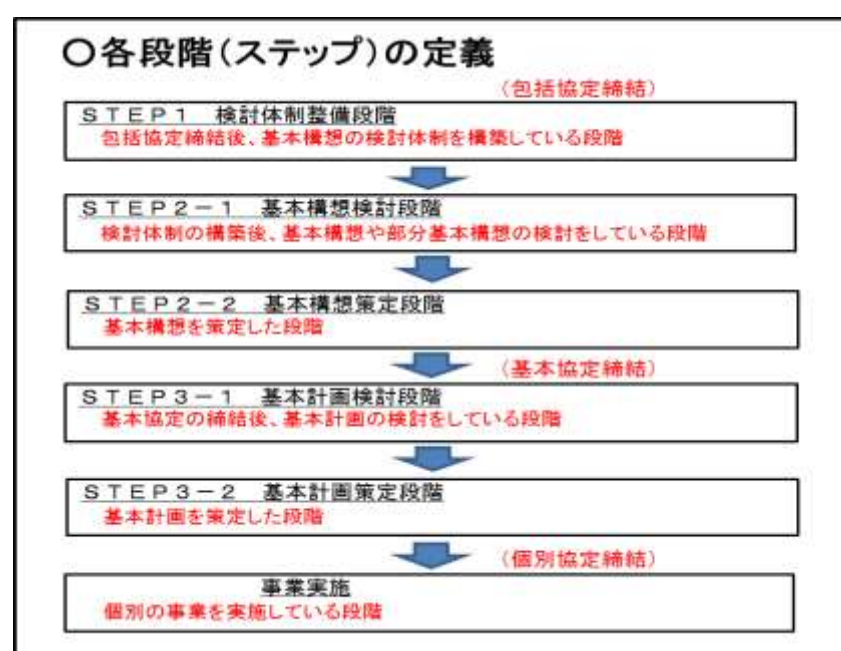 〇各段階(ステップ)の定義
(包括協定締結)
STEP1 検討体制整備段階
包括協定締結後、基本構想の検討体制を構築している段階
STEP2-1 基本構想検討段階
検討体制の構築後、基本構想や部分基本構想の検討をしている段階
STEP2-2 基本構想策定段階
基本構想を策定した段階
(基本協定締結)
STEP3-1 基本計画検討段階
基本協定の締結後、基本計画の検討をしている段階
STEP3-2 基本計画策定段階
基本計画を策定した段階
(個別協定締結)
事業実施
個別の事業を実施している段階